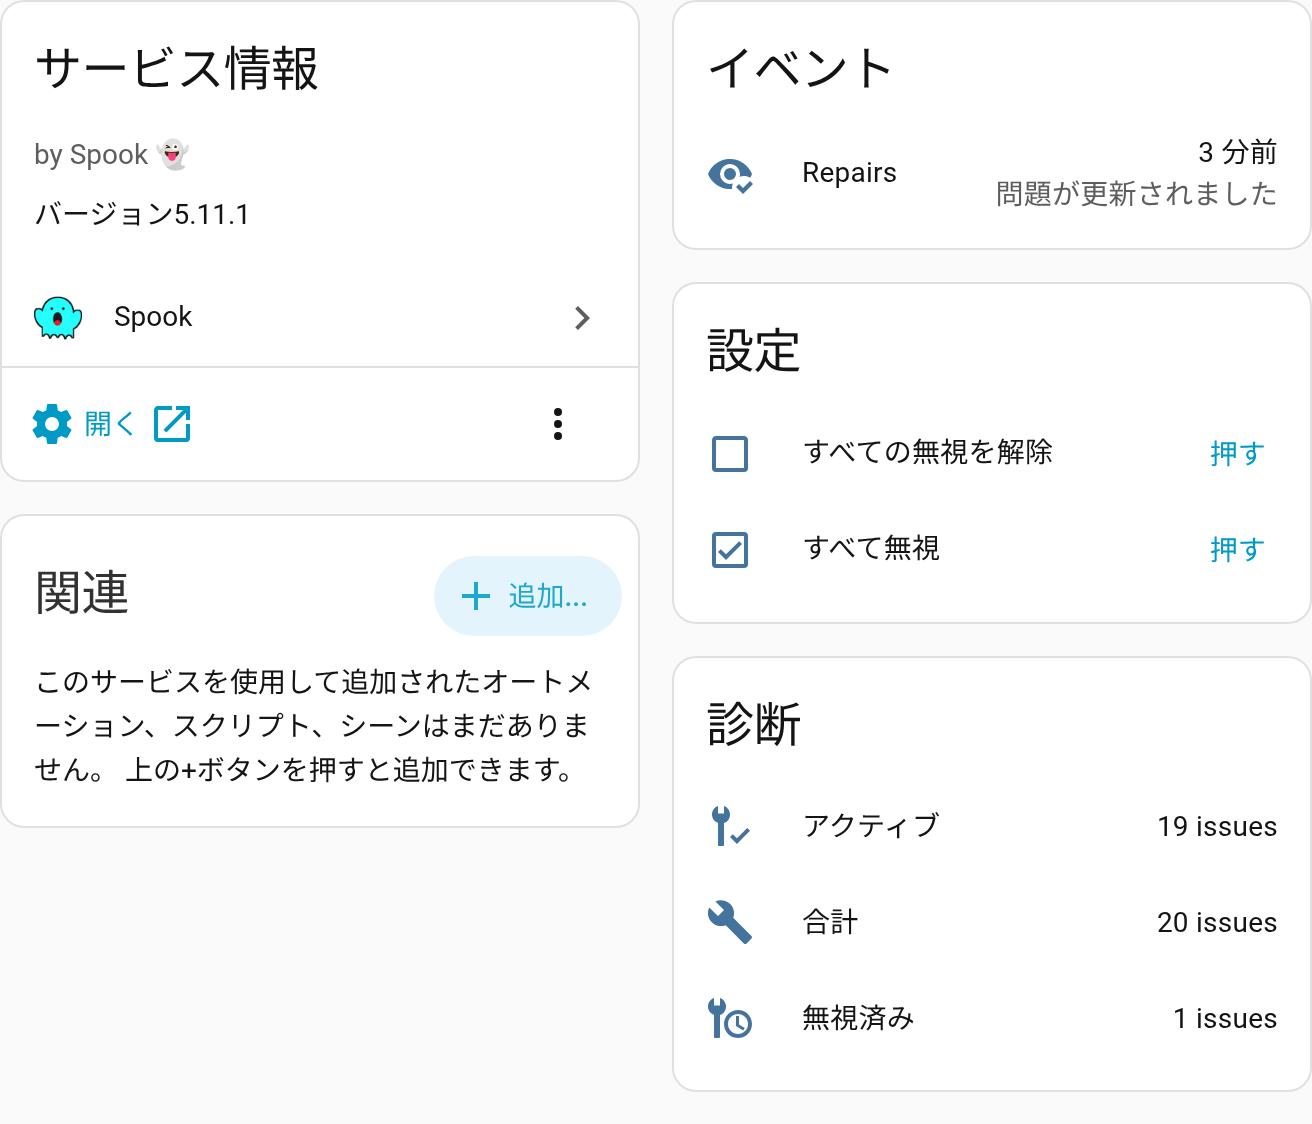 サービス情報
by Spook 👻
バージョン5.11.1
Spook
開く
関連
追加...
このサービスを使用して追加されたオートメ
ーション、スクリプト、シーンはまだありま
せん。 上の+ボタンを押すと追加できます。
イベント
Repairs
3 分前
問題が更新されました
設定
すべての無視を解除
押す
すべて無視
押す
診断
アクティブ
19 issues
合計
20 issues
無視済み
1 issues